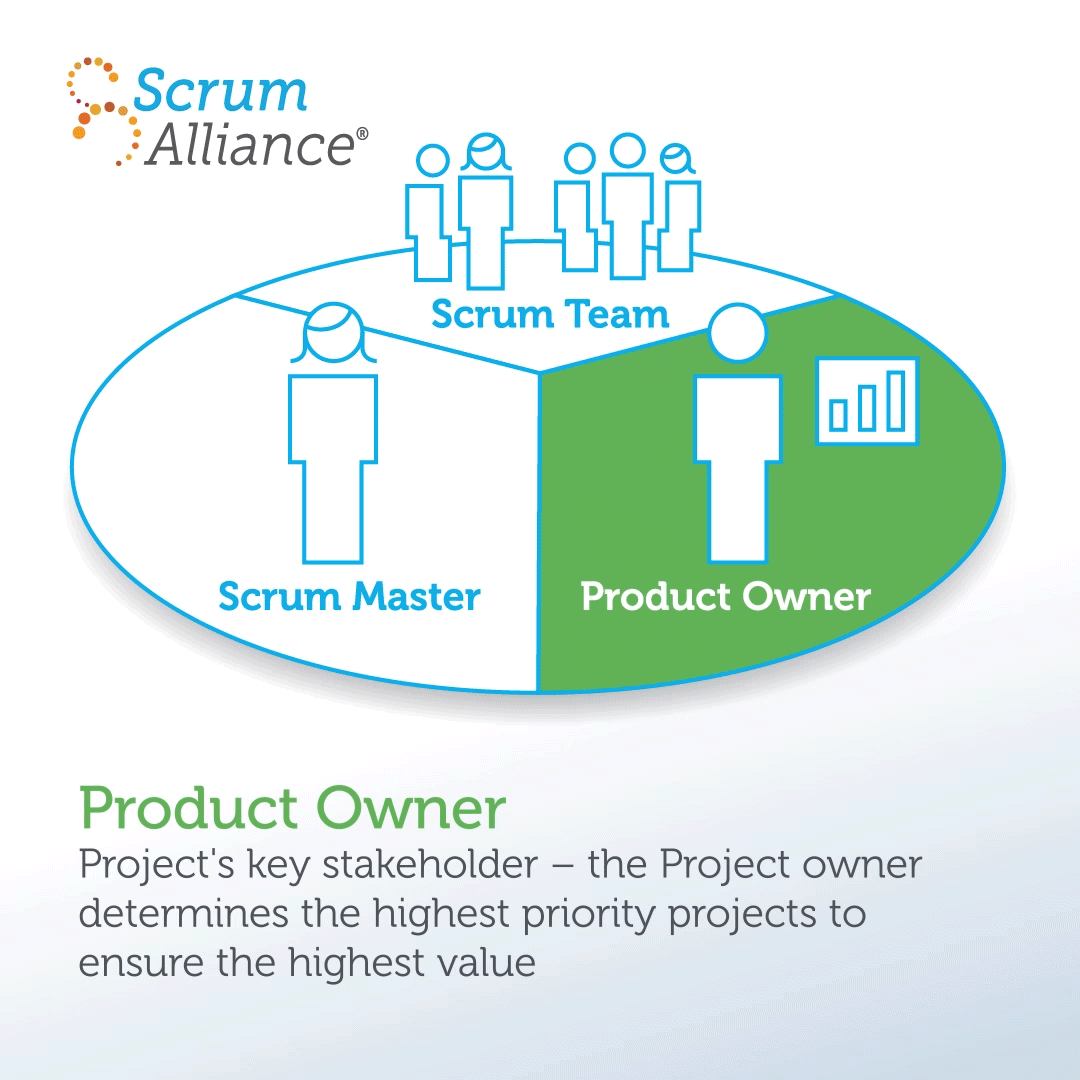 Scrum
Alliance®
Scrum Team
Scrum Master
Product Owner
Product Owner
Project's key stakeholder – the Project owner
determines the highest priority projects to
ensure the highest value